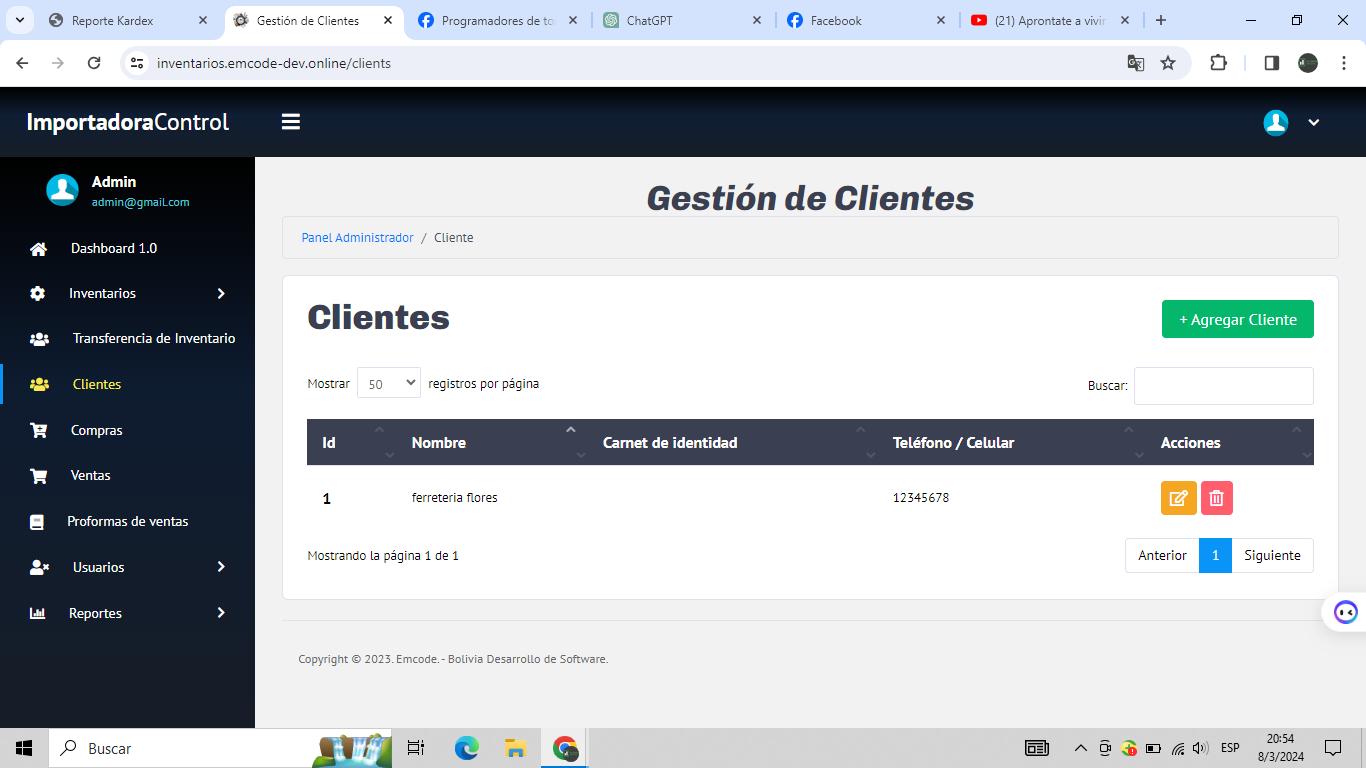 Reporte Kardex
Gestión de Clientes
Programadores de to
ChatGPT
Facebook
(21) Aprontate a vivir
inventarios.emcode-dev.online/clients
ImportadoraControl
Admin
admin@gmail.com
Dashboard 1.0
Inventarios
Transferencia de Inventario
Clientes
Compras
Ventas
Proformas de ventas
Usuarios
Reportes
Gestión de Clientes
Panel Administrador / Cliente
Clientes
+ Agregar Cliente
Mostrar 50 registros por página
Buscar:
Id Nombre Carnet de identidad Teléfono / Celular Acciones
1 ferreteria flores 12345678
Mostrando la página 1 de 1
Anterior 1 Siguiente
Copyright © 2023. Emcode. - Bolivia Desarrollo de Software.
Buscar
ESP
20:54
8/3/2024